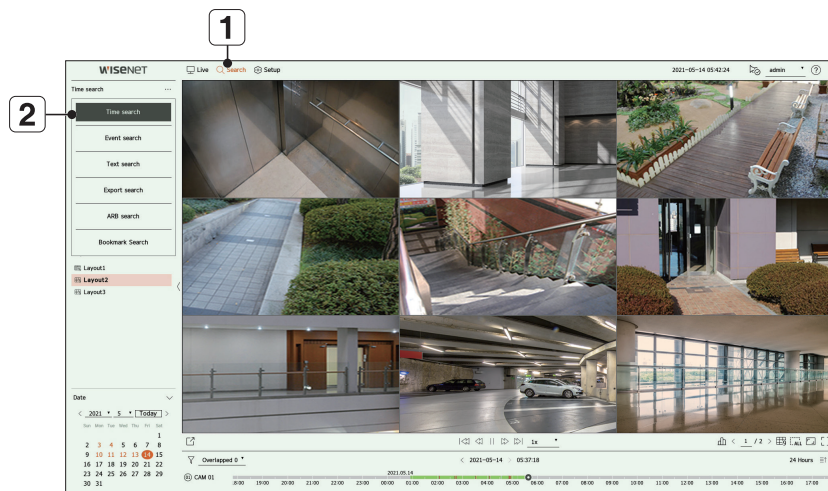 1
2
WISENET
Live Search Setup
2021-05-14 05:42:24 admin ?
Time search ...
Time search
Event search
Text search
Export search
ARB search
Bookmark Search
Layout1
Layout2
Layout3
Date
< 2021 5 Today >
Sun Mon Tue Wed Thu Fri Sat
1
2 3 4 5 6 7 8
9 10 11 12 13 14 15
16 17 18 19 20 21 22
23 24 25 26 27 28 29
30 31
1x
< 1 / 2 > ALL
Overlapped 0
< 2021-05-14 > 05:37:18
24 Hours
2021.05.14
01 CAM 01
18:00 19:00 20:00 21:00 22:00 23:00 00:00 01:00 02:00 03:00 04:00 05:00 06:00 07:00 08:00 09:00 10:00 11:00 12:00 13:00 14:00 15:00 16:00 17:00